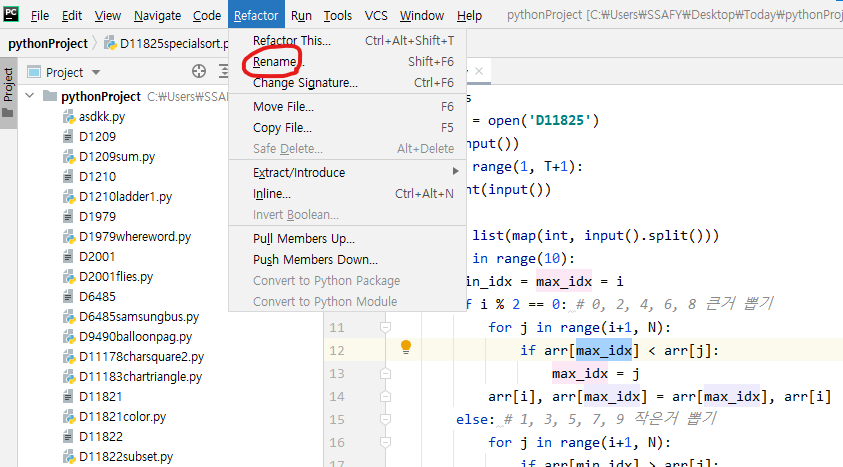 PC File Edit View Navigate Code Refactor Run Tools VCS Window Help pythonProject [C:₩Users₩SSAFY₩Desktop₩Today₩pythonProj
pythonProject D11825specialsort.p
Refactor This... Ctrl+Alt+Shift+T
Rename... Shift+F6
Change Signature... Ctrl+F6
Move File... F6
Copy File... F5
Safe Delete... Alt+Delete
Extract/Introduce
Inline... Ctrl+Alt+N
Invert Boolean...
Pull Members Up...
Push Members Down...
Convert to Python Package
Convert to Python Module
Project
Project
pythonProject C:₩Users₩SS
asdkk.py
D1209
D1209sum.py
D1210
D1210ladder1.py
D1979
D1979whereword.py
D2001
D2001flies.py
D6485
D6485samsungbus.py
D9490balloonpag.py
D11178charsquare2.py
D11183chartriangle.py
D11821
D11821color.py
D11822
D11822subset.py
s
= open('D11825')
nput())
range(1, T+1):
nt(input())
list(map(int, input().split()))
in range(10):
in_idx = max_idx = i
f i % 2 == 0: # 0, 2, 4, 6, 8 큰거 뽑기
11 for j in range(i+1, N):
12 if arr[max_idx] < arr[j]:
13 max_idx = j
14 arr[i], arr[max_idx] = arr[max_idx], arr[i]
15 else: # 1, 3, 5, 7, 9 작은거 뽑기
16 for j in range(i+1, N):
if arr[min_idx] > arr[j]: